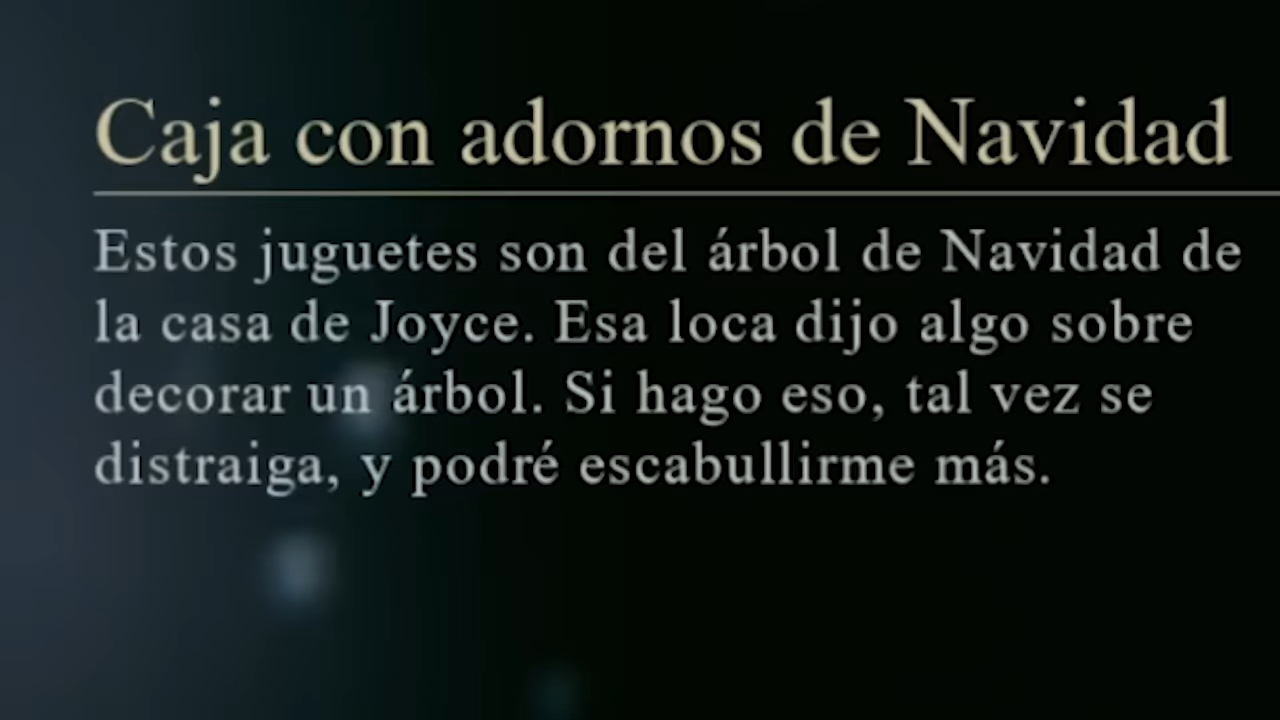 Caja con adornos de Navidad
Estos juguetes son del árbol de Navidad de
la casa de Joyce. Esa loca dijo algo sobre
decorar un árbol. Si hago eso, tal vez se
distraiga, y podré escabullirme más.